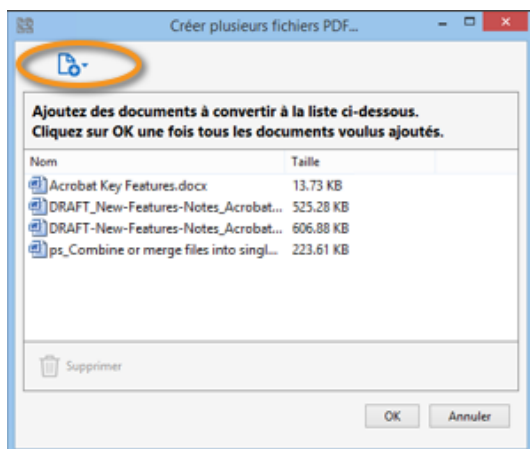 Créer plusieurs fichiers PDF...
Ajoutez des documents à convertir à la liste ci-dessous.
Cliquez sur OK une fois tous les documents voulus ajoutés.
Nom Taille
Acrobat Key Features.docx 13.73 KB
DRAFT_New-Features-Notes_Acrobat... 525.28 KB
DRAFT-New-Features-Notes_Acrobat... 606.88 KB
ps_Combine or merge files into singl... 223.61 KB
Supprimer
OK Annuler